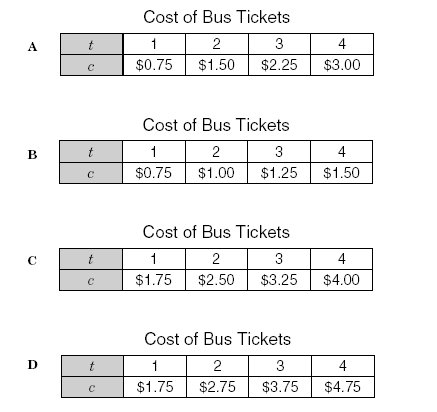 Cost of Bus Tickets
A t 1 2 3 4
c $0.75 $1.50 $2.25 $3.00
Cost of Bus Tickets
B t 1 2 3 4
c $0.75 $1.00 $1.25 $1.50
Cost of Bus Tickets
C t 1 2 3 4
c $1.75 $2.50 $3.25 $4.00
Cost of Bus Tickets
D t 1 2 3 4
c $1.75 $2.75 $3.75 $4.75